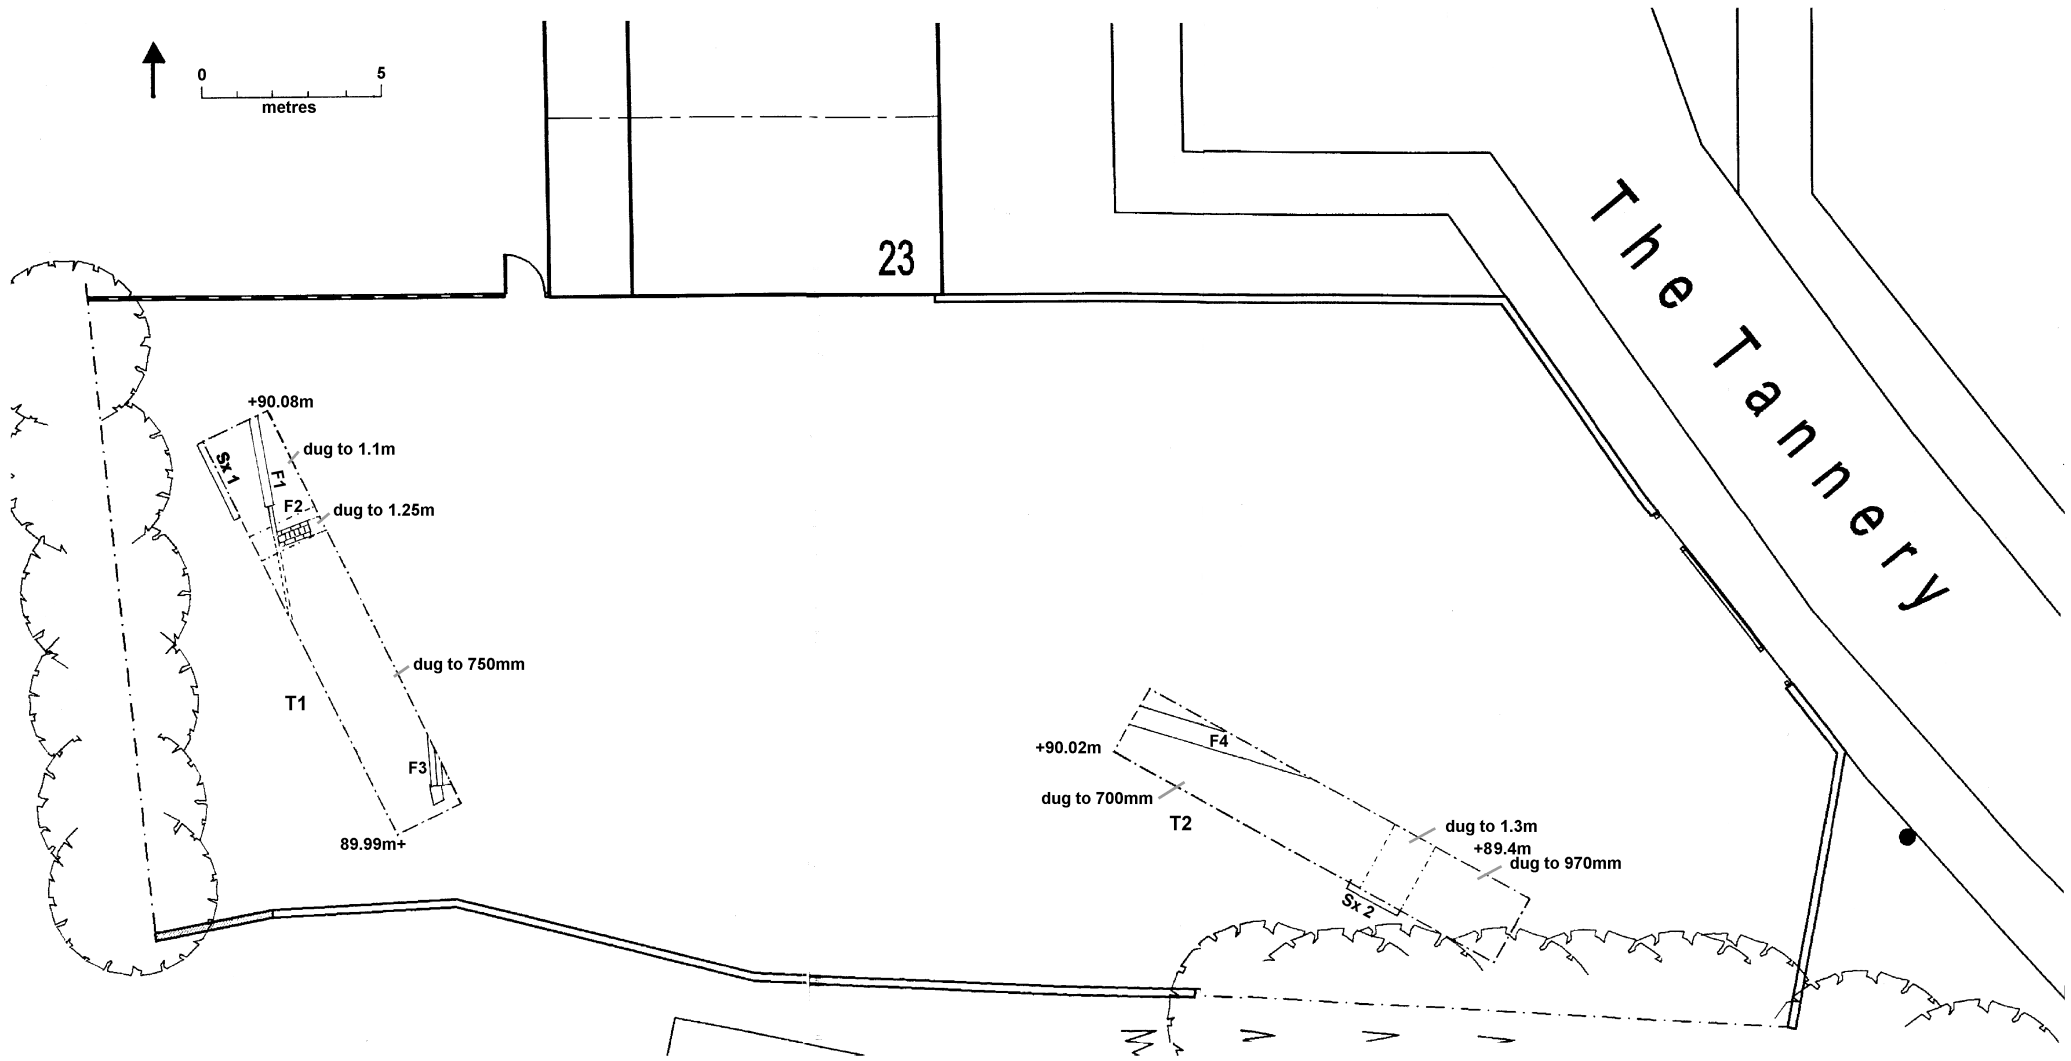 0 5
metres
23
The Tannery
+90.08m
dug to 1.1m
Sx 1
F1
F2
dug to 1.25m
dug to 750mm
T1
F3
89.99m+
F4
+90.02m
dug to 700mm
T2
dug to 1.3m
+89.4m
dug to 970mm
Sx 2